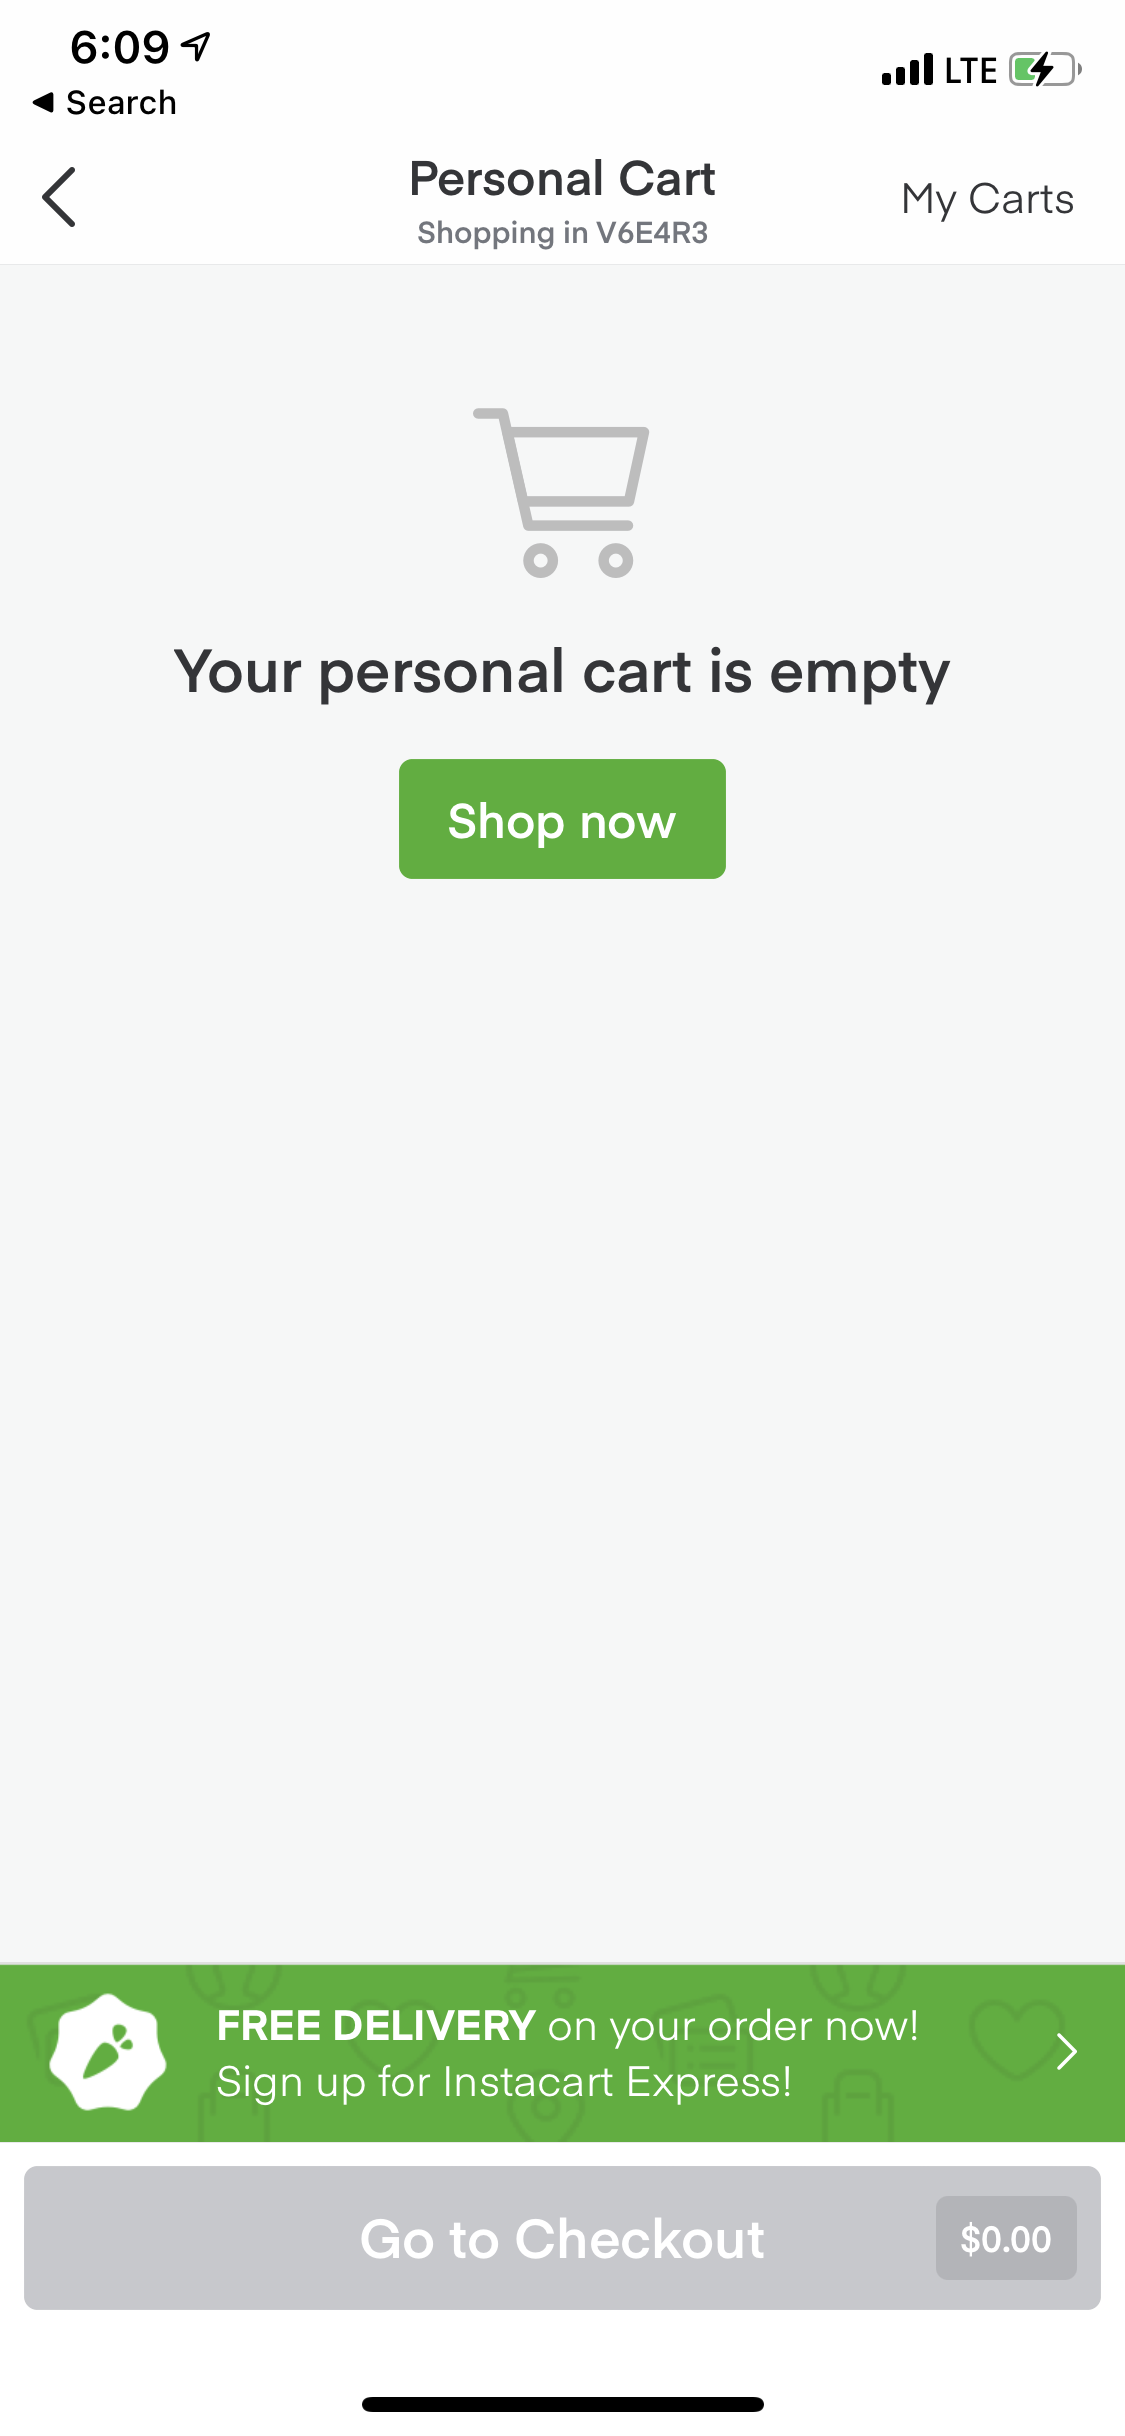 6:09
LTE
Search
Personal Cart
Shopping in V6E4R3
My Carts
Your personal cart is empty
Shop now
FREE DELIVERY on your order now!
Sign up for Instacart Express!
Go to Checkout
$0.00